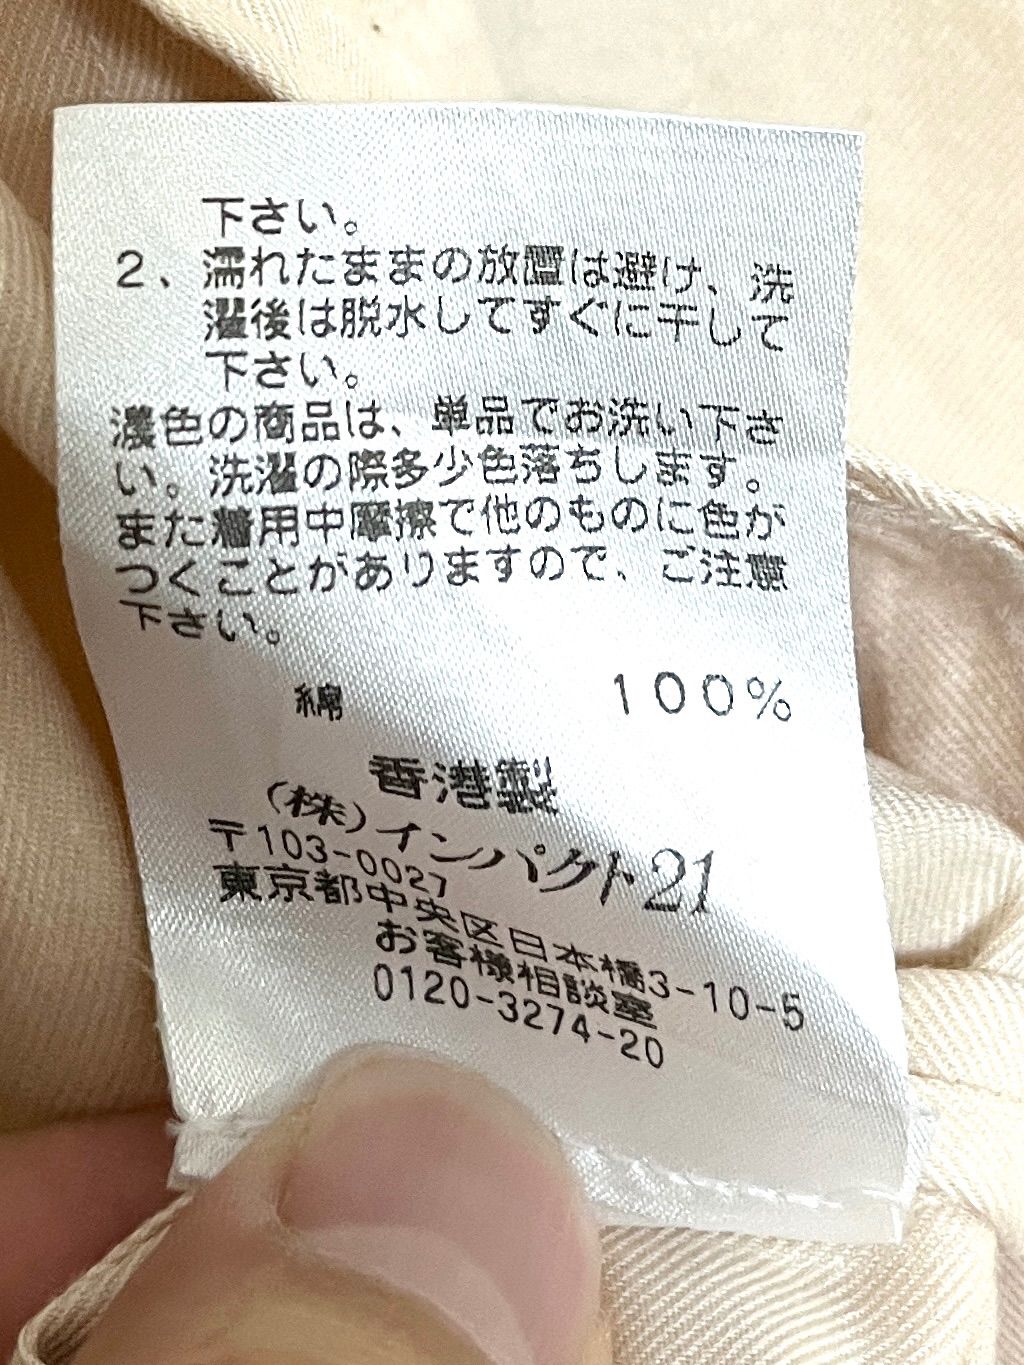 下さい。
2、濡れたままの放置は避け、洗
濯後は脱水してすぐに干して
下さい。
濃色の商品は、単品でお洗い下さ
い。洗濯の際多少色落ちします。
また着用中摩擦で他のものに色が
つくことがありますので、ご注意
下さい。
綿 100%
香港製
(株)インパクト21
〒103-0027
東京都中央区日本橋3-10-5
お客様相談室
0120-3274-20